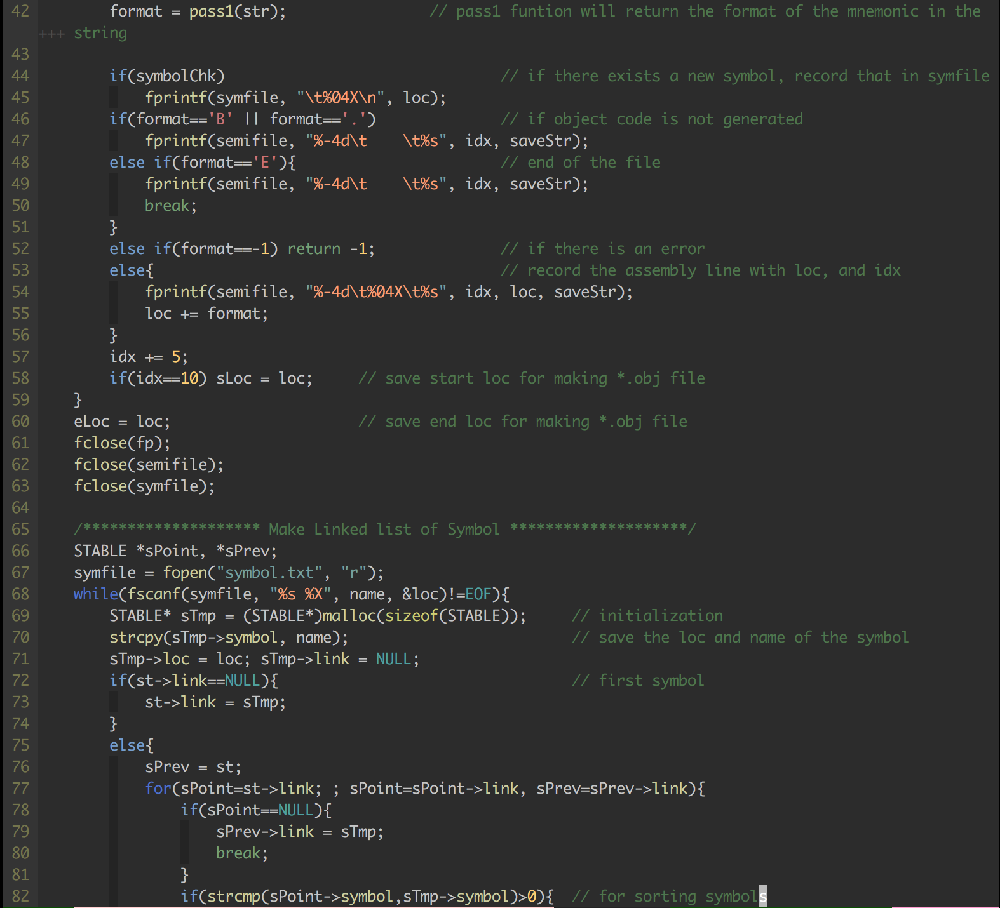 42 format = pass1(str); // pass1 funtion will return the format of the mnemonic in the
+++ string
43
44 if(symbolChk) // if there exists a new symbol, record that in symfile
45 fprintf(symfile, "\t%04X\n", loc);
46 if(format=='B' || format=='.') // if object code is not generated
47 fprintf(semifile, "%-4d\t    \t%s", idx, saveStr);
48 else if(format=='E'){ // end of the file
49 fprintf(semifile, "%-4d\t    \t%s", idx, saveStr);
50 break;
51 }
52 else if(format==-1) return -1; // if there is an error
53 else{ // record the assembly line with loc, and idx
54 fprintf(semifile, "%-4d\t%04X\t%s", idx, loc, saveStr);
55 loc += format;
56 }
57 idx += 5;
58 if(idx==10) sLoc = loc; // save start loc for making *.obj file
59 }
60 eLoc = loc; // save end loc for making *.obj file
61 fclose(fp);
62 fclose(semifile);
63 fclose(symfile);
64
65 /******************** Make Linked list of Symbol ********************/
66 STABLE *sPoint, *sPrev;
67 symfile = fopen("symbol.txt", "r");
68 while(fscanf(symfile, "%s %X", name, &loc)!=EOF){
69 STABLE* sTmp = (STABLE*)malloc(sizeof(STABLE)); // initialization
70 strcpy(sTmp->symbol, name); // save the loc and name of the symbol
71 sTmp->loc = loc; sTmp->link = NULL;
72 if(st->link==NULL){ // first symbol
73 st->link = sTmp;
74 }
75 else{
76 sPrev = st;
77 for(sPoint=st->link; ; sPoint=sPoint->link, sPrev=sPrev->link){
78 if(sPoint==NULL){
79 sPrev->link = sTmp;
80 break;
81 }
82 if(strcmp(sPoint->symbol,sTmp->symbol)>0){ // for sorting symbols